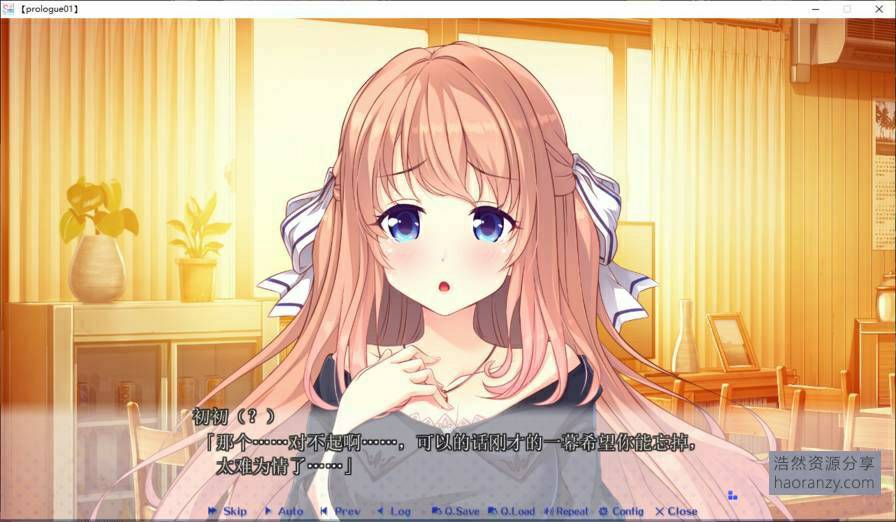 【prologue01】
初初（？）
「那个……对不起啊……，可以的话刚才的一幕希望你能忘掉，
太难为情了……」
浩然资源分享
haoranzy.com
Skip Auto Prev Log Q.Save Q.Load Repeat Config Close